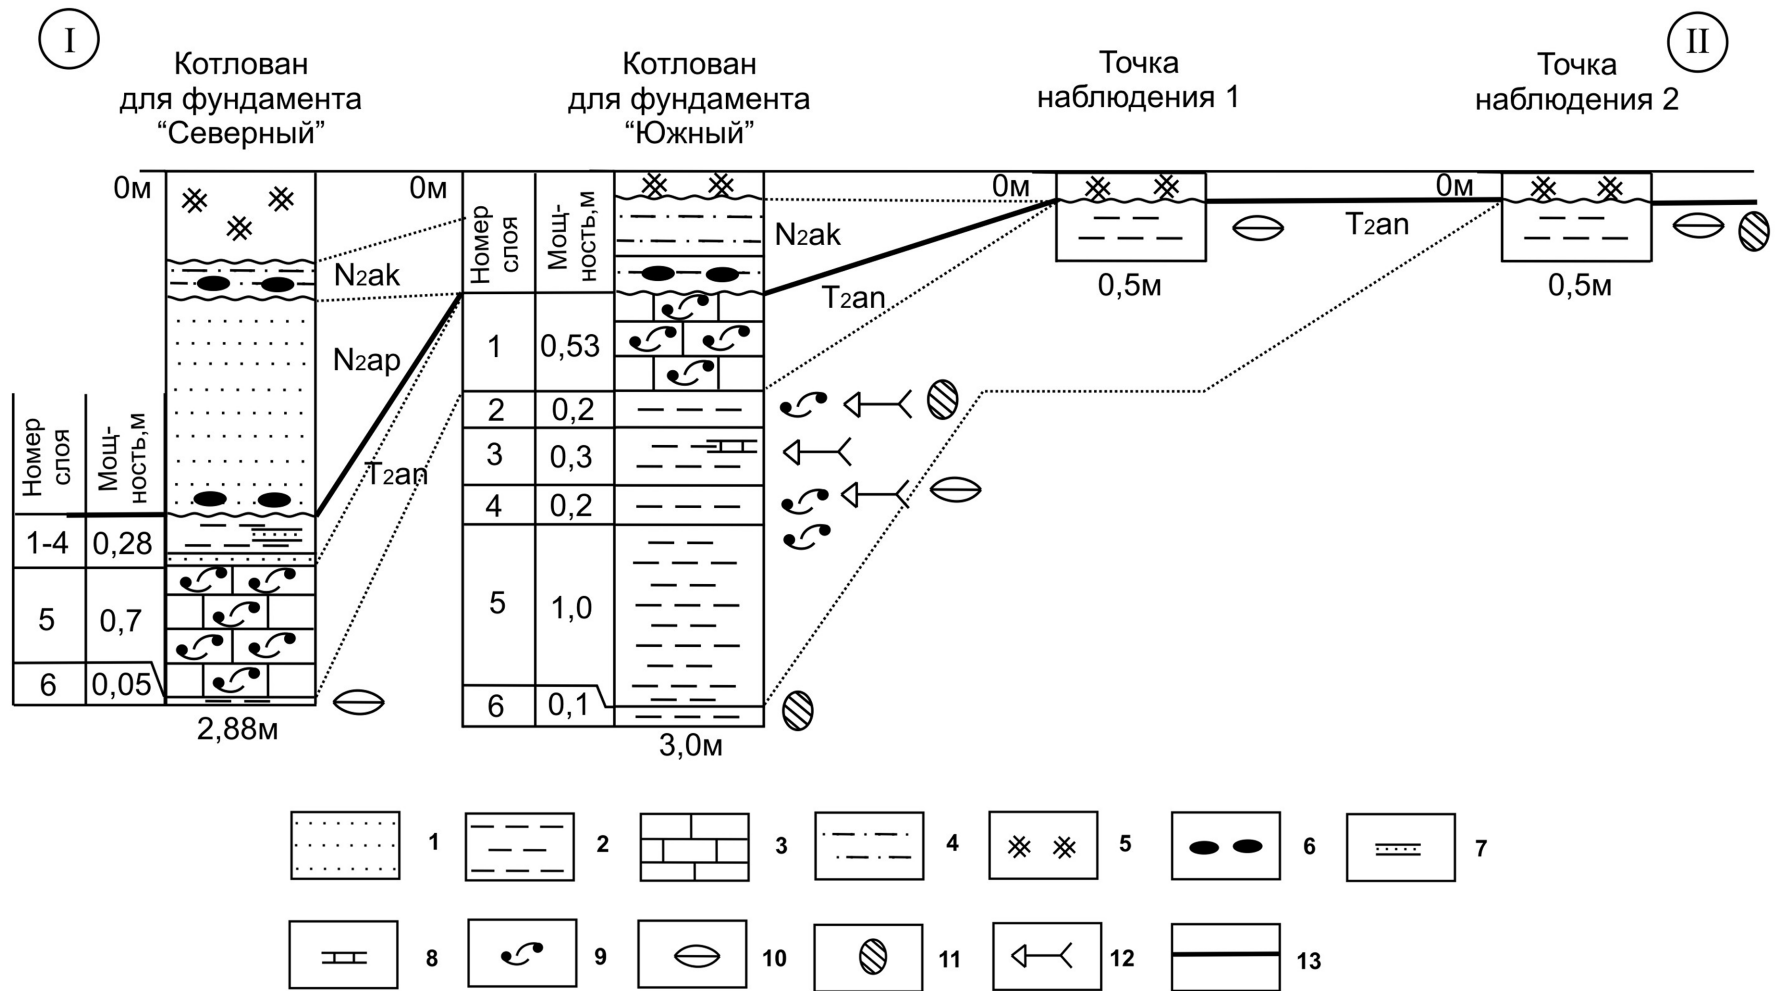 I
II
Котлован
для фундамента
“Северный”
Котлован
для фундамента
“Южный”
Точка
наблюдения 1
Точка
наблюдения 2
0м
0м
0м
0м
Номер
слоя
Мощ-
ность,м
N2ak
N2ak
N2ap
T2an
T2an
T2an
Номер
слоя
Мощ-
ность,м
1-4 0,28
5 0,7
6 0,05
2,88м
1 0,53
2 0,2
3 0,3
4 0,2
5 1,0
6 0,1
3,0м
0,5м
0,5м
1
2
3
4
5
6
7
8
9
10
11
12
13